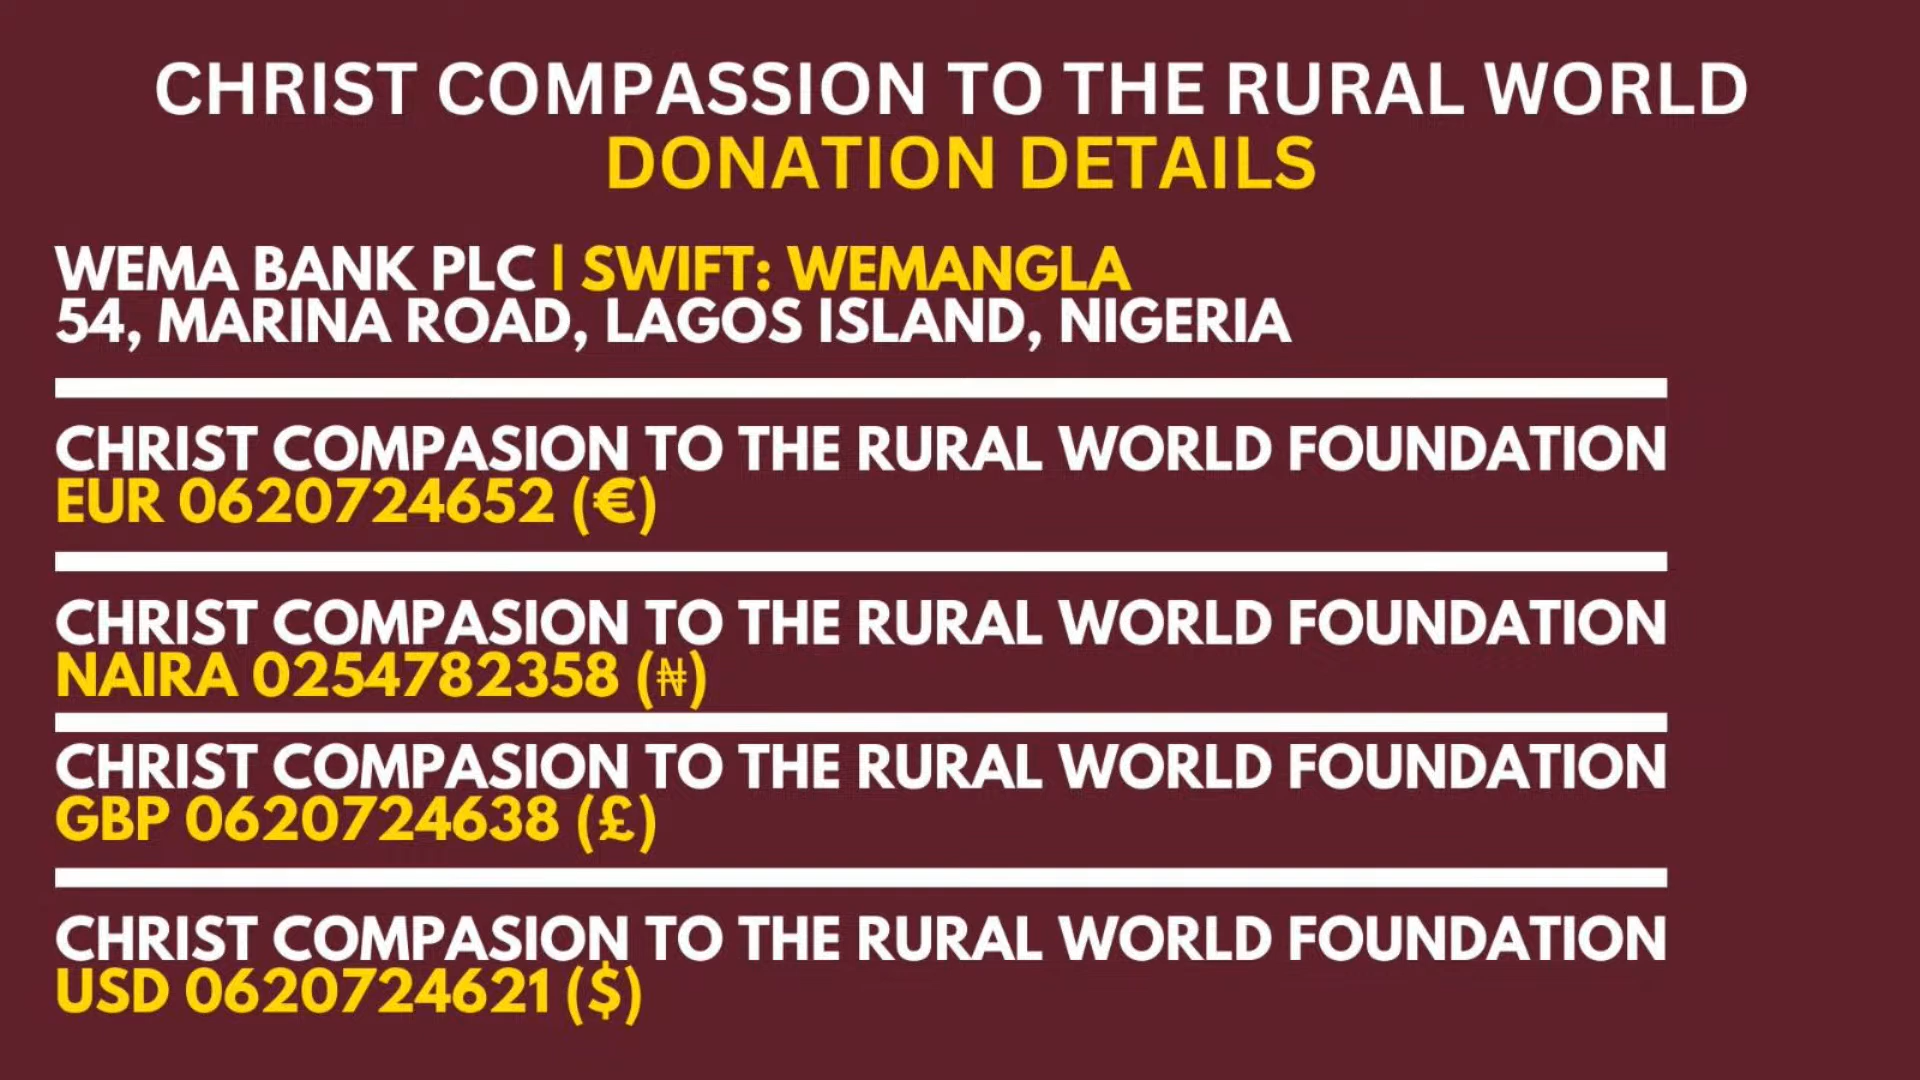 CHRIST COMPASSION TO THE RURAL WORLD
DONATION DETAILS
WEMA BANK PLC | SWIFT: WEMANGLA
54, MARINA ROAD, LAGOS ISLAND, NIGERIA
CHRIST COMPASION TO THE RURAL WORLD FOUNDATION
EUR 0620724652 (€)
CHRIST COMPASION TO THE RURAL WORLD FOUNDATION
NAIRA 0254782358 (₦)
CHRIST COMPASION TO THE RURAL WORLD FOUNDATION
GBP 0620724638 (£)
CHRIST COMPASION TO THE RURAL WORLD FOUNDATION
USD 0620724621 ($)